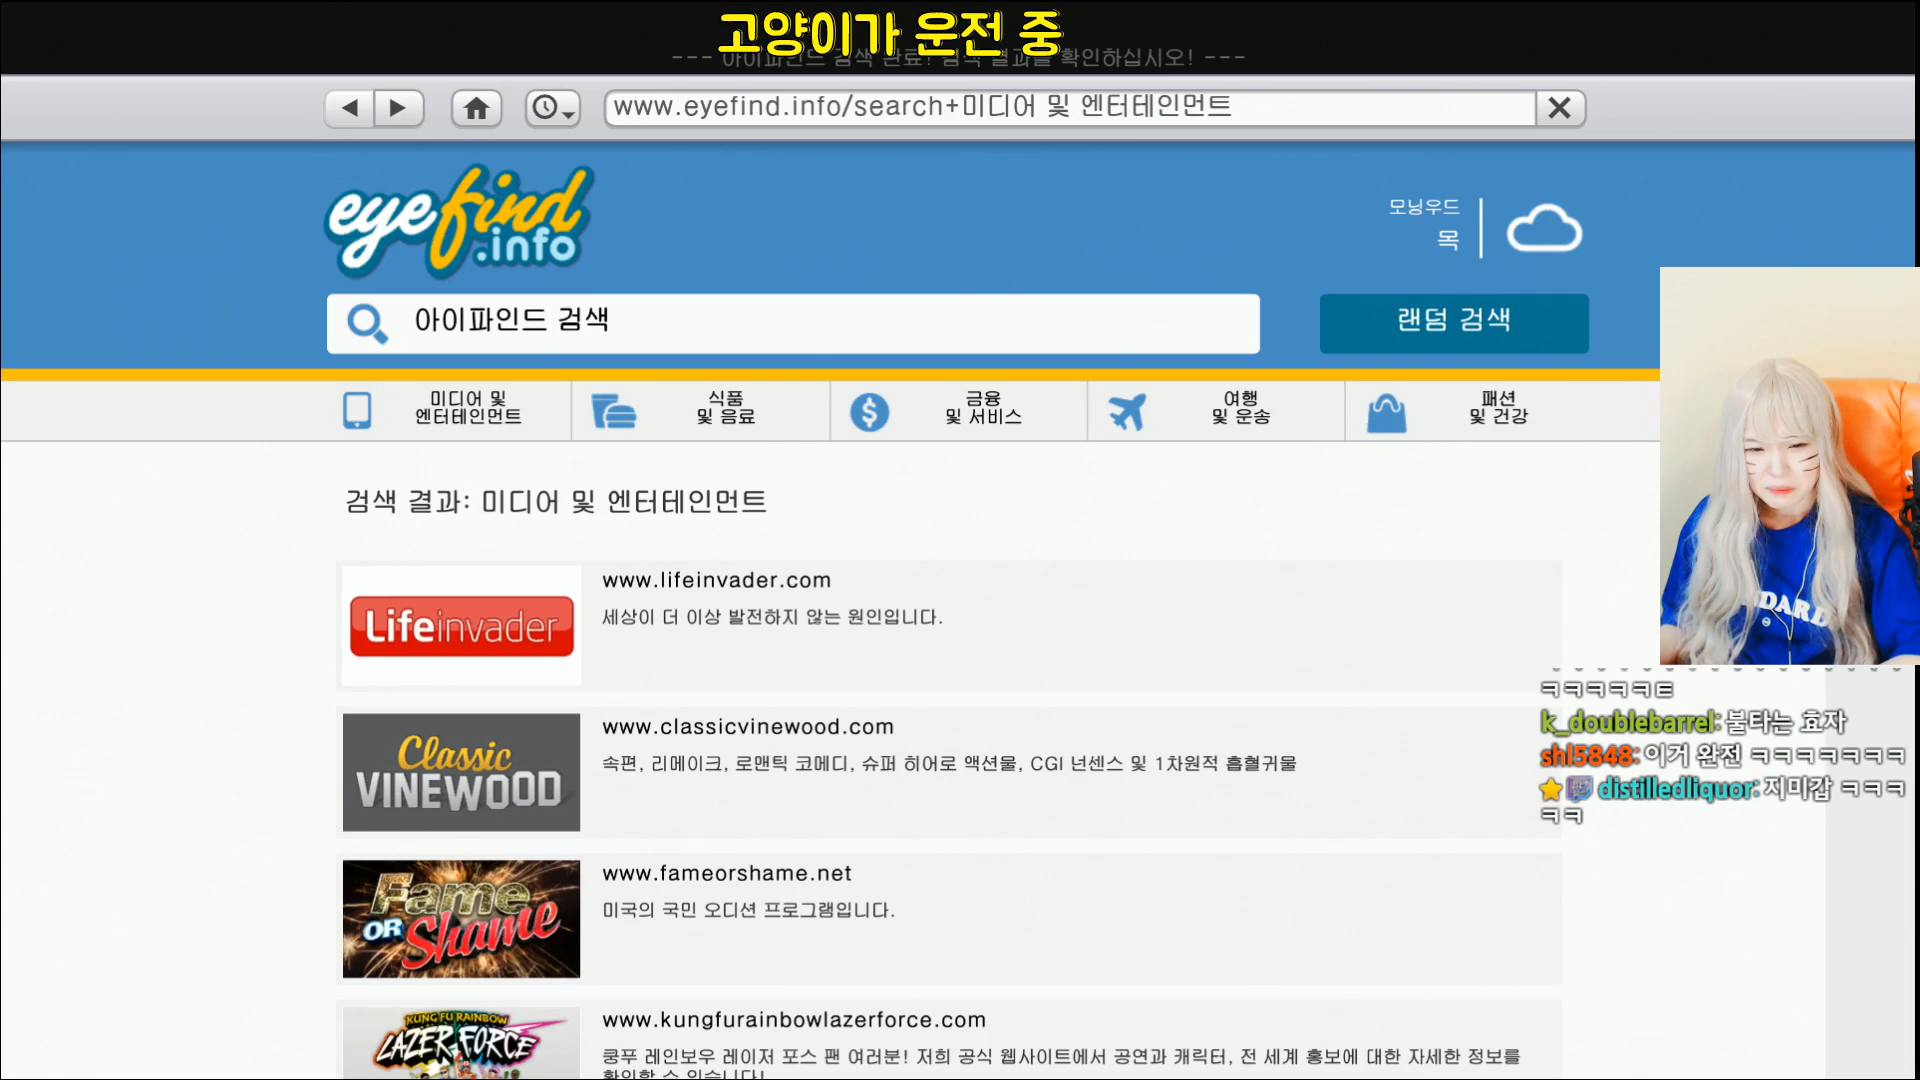 고양이가 운전 중
--- 아이파인드 검색 완료! 검색 결과를 확인하십시오! ---
www.eyefind.info/search+미디어 및 엔터테인먼트
eyefind
.info
모닝우드
목
아이파인드 검색
랜덤 검색
미디어 및
엔터테인먼트
식품
및 음료
금융
및 서비스
여행
및 운송
패션
및 건강
검색 결과: 미디어 및 엔터테인먼트
Lifeinvader
www.lifeinvader.com
세상이 더 이상 발전하지 않는 원인입니다.
Classic
VINEWOOD
www.classicvinewood.com
속편, 리메이크, 로맨틱 코메디, 슈퍼 히어로 액션물, CGI 넌센스 및 1차원적 흡혈귀물
Fame
OR Shame
www.fameorshame.net
미국의 국민 오디션 프로그램입니다.
KUNG FU RAINBOW
LAZER FORCE
www.kungfurainbowlazerforce.com
쿵푸 레인보우 레이저 포스 팬 여러분! 저희 공식 웹사이트에서 공연과 캐릭터, 전 세계 홍보에 대한 자세한 정보를
확인할 수 있습니다!
DARD
ㅋㅋㅋㅋㅋㅌ
k_doublebarrel: 불타는 효자
shl5848: 이거 완전 ㅋㅋㅋㅋㅋㅋㅋ
distilledliquor: 지미갑 ㅋㅋㅋ
ㅋㅋ